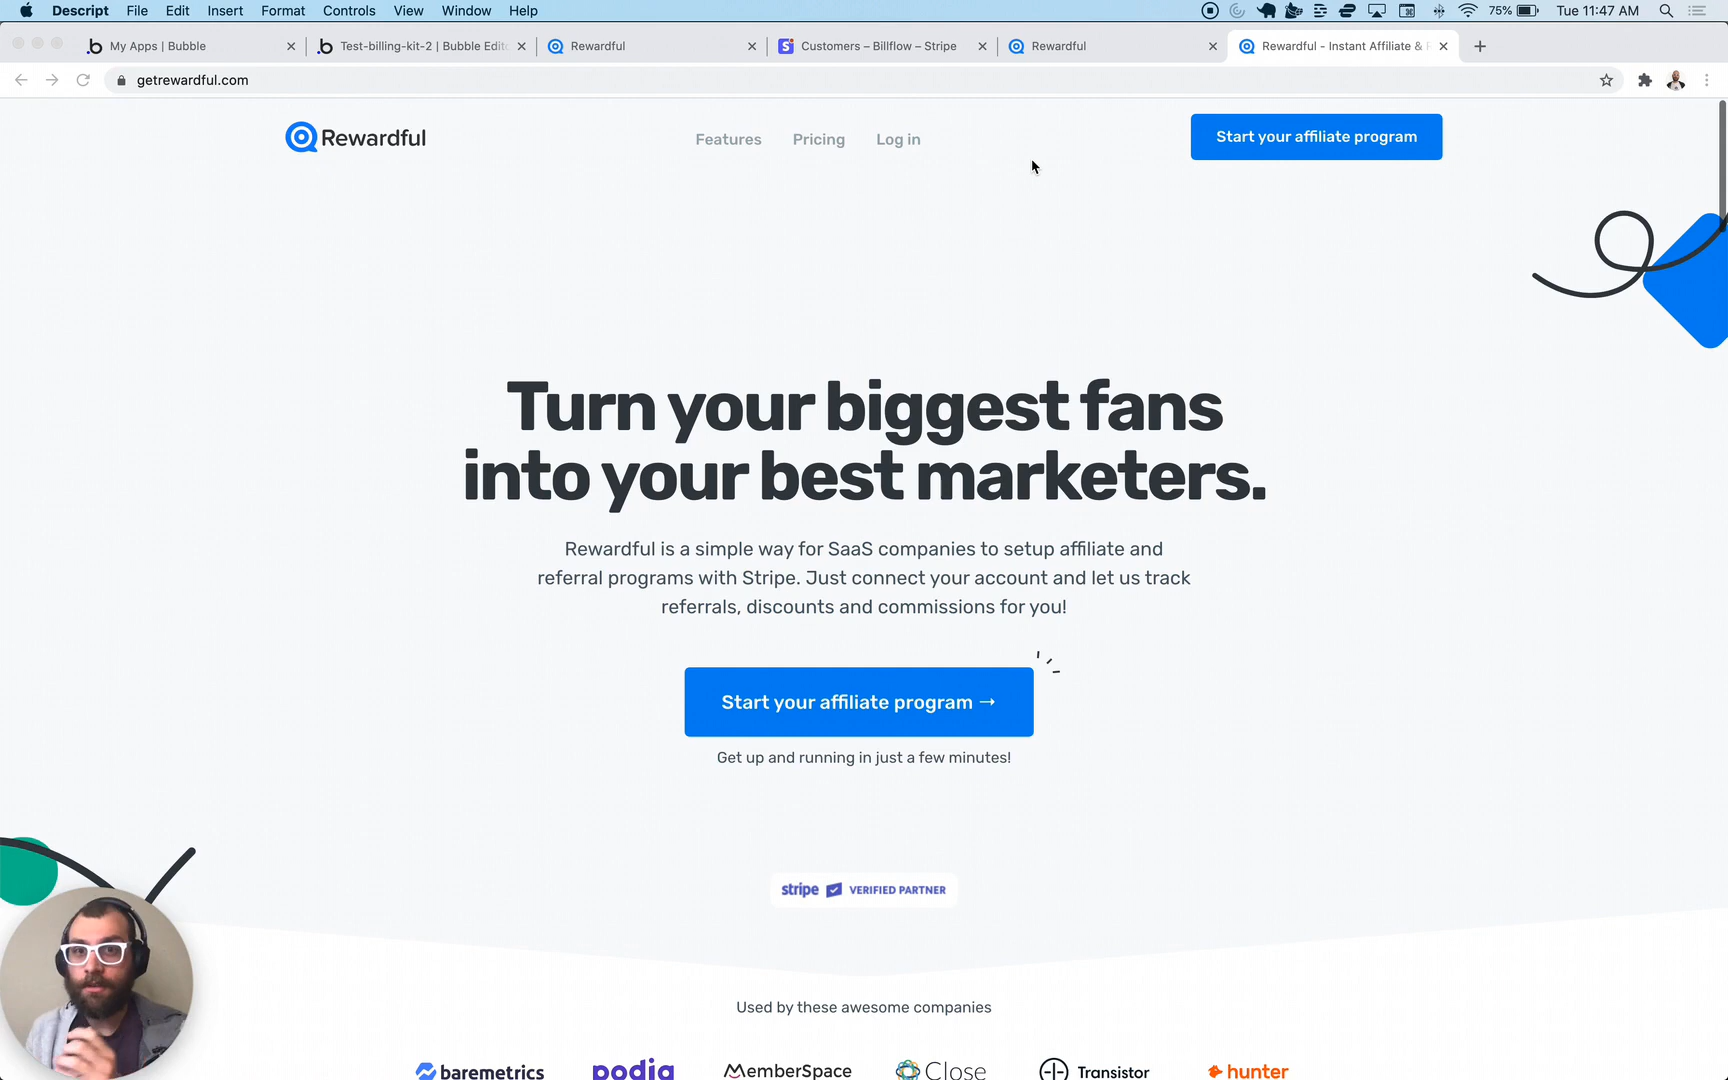 Descript File Edit Insert Format Controls View Window Help 75% Tue 11:47 AM
My Apps | Bubble
Test-billing-kit-2 | Bubble Edit
Rewardful
Customers – Billflow – Stripe
Rewardful
Rewardful - Instant Affiliate &
getrewardful.com
Rewardful
Features
Pricing
Log in
Start your affiliate program
Turn your biggest fans
into your best marketers.
Rewardful is a simple way for SaaS companies to setup affiliate and
referral programs with Stripe. Just connect your account and let us track
referrals, discounts and commissions for you!
Start your affiliate program →
Get up and running in just a few minutes!
stripe VERIFIED PARTNER
Used by these awesome companies
baremetrics
podia
MemberSpace
Close
Transistor
hunter